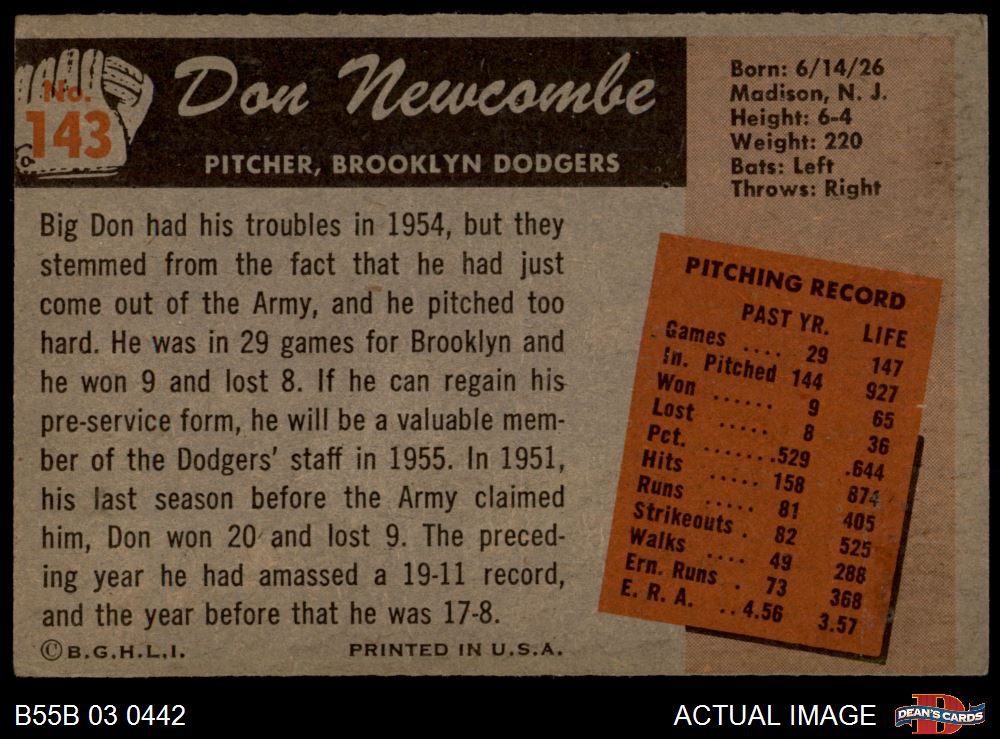 No.
143
Don Newcombe
PITCHER, BROOKLYN DODGERS
Born: 6/14/26
Madison, N. J.
Height: 6-4
Weight: 220
Bats: Left
Throws: Right
Big Don had his troubles in 1954, but they
stemmed from the fact that he had just
come out of the Army, and he pitched too
hard. He was in 29 games for Brooklyn and
he won 9 and lost 8. If he can regain his
pre-service form, he will be a valuable mem-
ber of the Dodgers' staff in 1955. In 1951,
his last season before the Army claimed
him, Don won 20 and lost 9. The preced-
ing year he had amassed a 19-11 record,
and the year before that he was 17-8.
©B.G.H.L.I. PRINTED IN U.S.A.
PITCHING RECORD
PAST YR. LIFE
Games .... 29 147
In. Pitched 144 927
Won ...... 9 65
Lost ..... 8 36
Pct. .......529 .644
Hits ..... 158 874
Runs ..... 81 405
Strikeouts . 82 525
Walks .... 49 288
Ern. Runs . 73 368
E. R. A. ..4.56 3.57
B55B 03 0442
ACTUAL IMAGE
D
DEAN'S CARDS